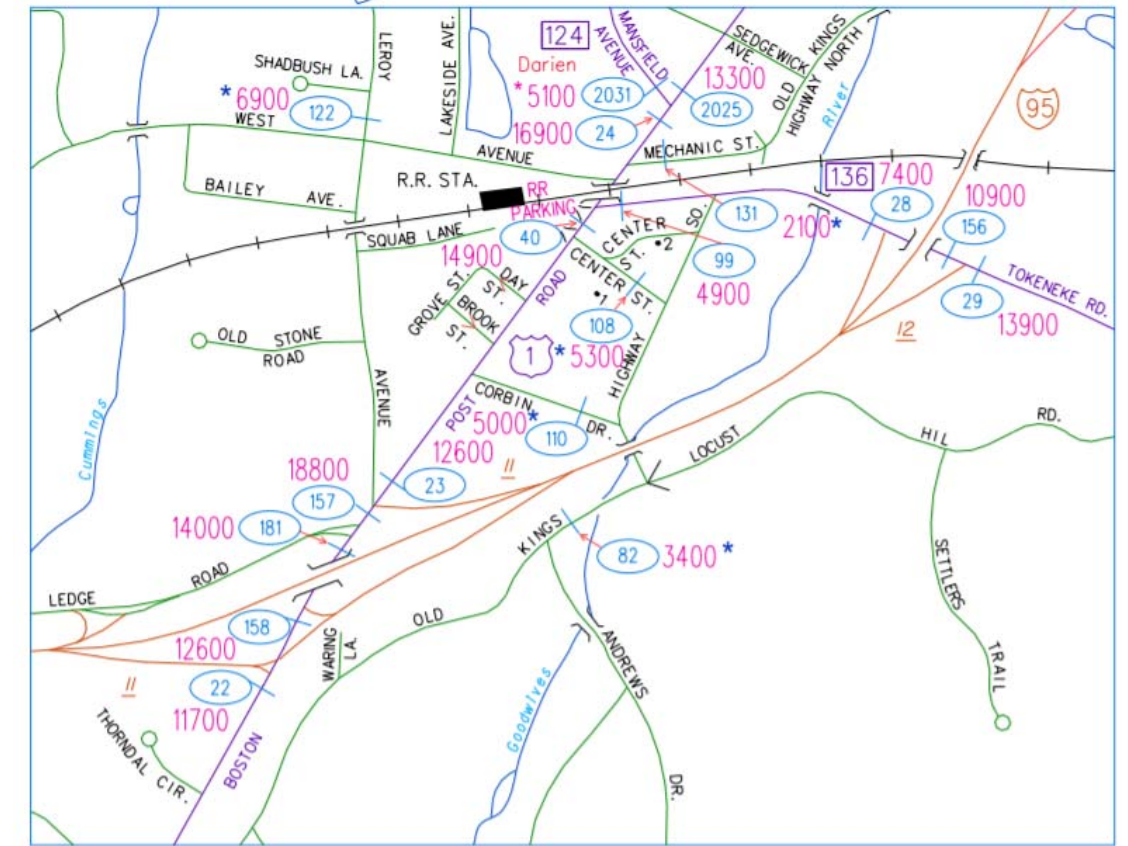 LEROY
LAKESIDE AVE.
124
MANSFIELD
AVENUE
SEDGEWICK
AVE.
OLD KINGS
HIGHWAY NORTH
River
95
SHADBUSH LA.
Darien
13300
* 5100
2031
2025
* 6900
122
16900
24
WEST
AVENUE
MECHANIC ST.
BAILEY AVE.
R.R. STA.
RR
PARKING
136
7400
28
10900
156
131
2100*
SQUAB LANE
40
14900
CENTER
ST.
•2
SO.
99
4900
TOKENEKE RD.
29
13900
12
GROVE ST.
DAY
ST.
BROOK
ST.
ROAD
CENTER ST.
•1
108
* 5300
HIGHWAY
1
OLD STONE
ROAD
AVENUE
POST
CORBIN
DR.
5000*
110
12600
11
23
18800
157
14000
181
Cummings
LOCUST
HIL
RD.
KINGS
82
3400 *
SETTLERS
TRAIL
LEDGE
ROAD
158
12600
11
22
11700
WARING
LA.
OLD
ANDREWS
DR.
Goodwives
THORNDAL CIR.
BOSTON